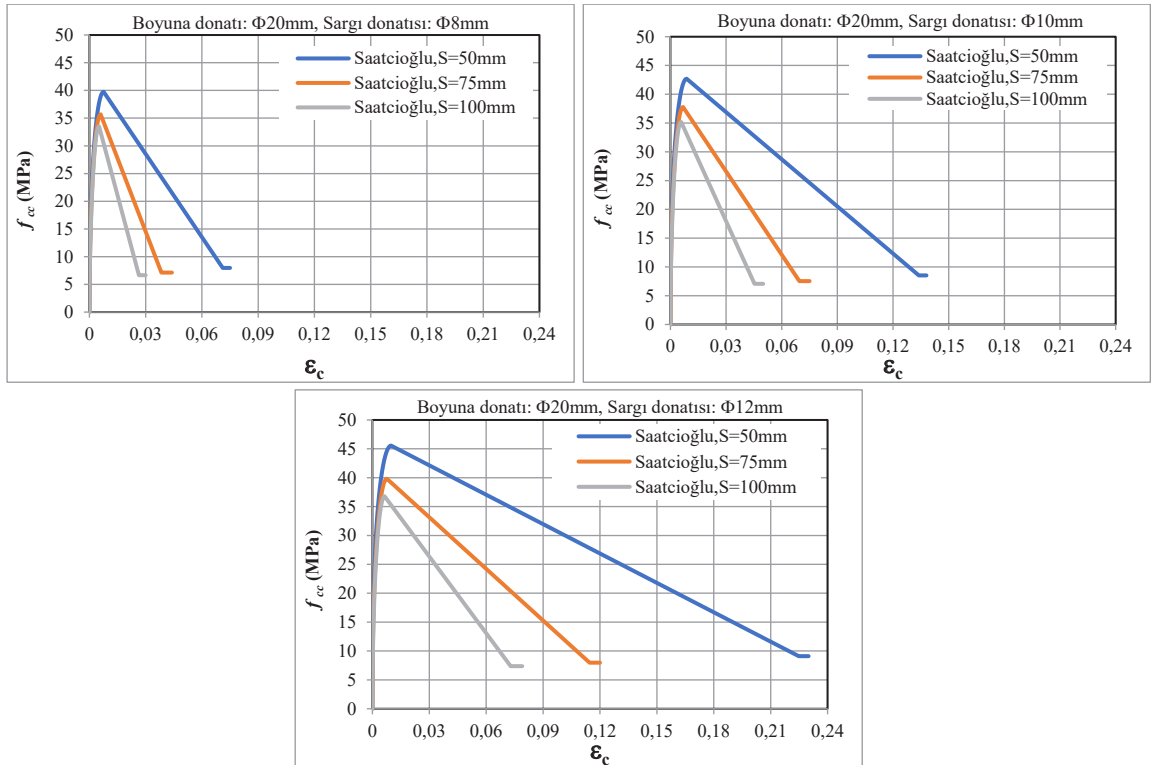 Boyuna donatı: Φ20mm, Sargı donatısı: Φ8mm
50
45
40
35
30
25
20
15
10
5
0
f cc (MPa)
Saatcioğlu,S=50mm
Saatcioğlu,S=75mm
Saatcioğlu,S=100mm
0 0,03 0,06 0,09 0,12 0,15 0,18 0,21 0,24
εc
Boyuna donatı: Φ20mm, Sargı donatısı: Φ10mm
50
45
40
35
30
25
20
15
10
5
0
f cc (MPa)
Saatcioğlu,S=50mm
Saatcioğlu,S=75mm
Saatcioğlu,S=100mm
0 0,03 0,06 0,09 0,12 0,15 0,18 0,21 0,24
εc
Boyuna donatı: Φ20mm, Sargı donatısı: Φ12mm
50
45
40
35
30
25
20
15
10
5
0
f cc (MPa)
Saatcioğlu,S=50mm
Saatcioğlu,S=75mm
Saatcioğlu,S=100mm
0 0,03 0,06 0,09 0,12 0,15 0,18 0,21 0,24
εc